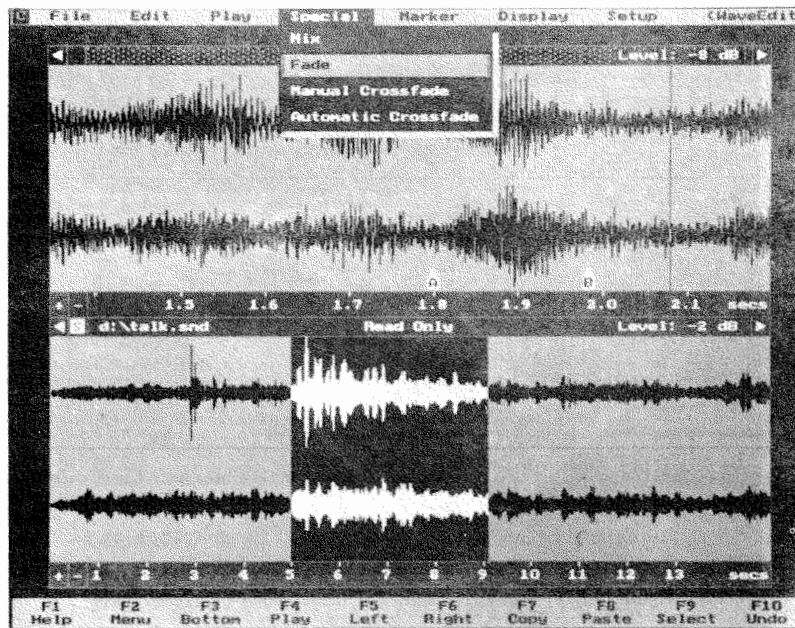 C File Edit Play Special Marker Display Setup (WaveEdit
Mix
Fade
Manual Crossfade
Automatic Crossfade
Level: -8 dB
A B
+ - 1.5 1.6 1.7 1.8 1.9 2.0 2.1 secs
S d:\talk.snd Read Only Level: -2 dB
+ - 1 2 3 4 5 6 7 8 9 10 11 12 13 secs
F1 F2 F3 F4 F5 F6 F7 F8 F9 F10
Help Menu Bottom Play Left Right Copy Paste Select Undo